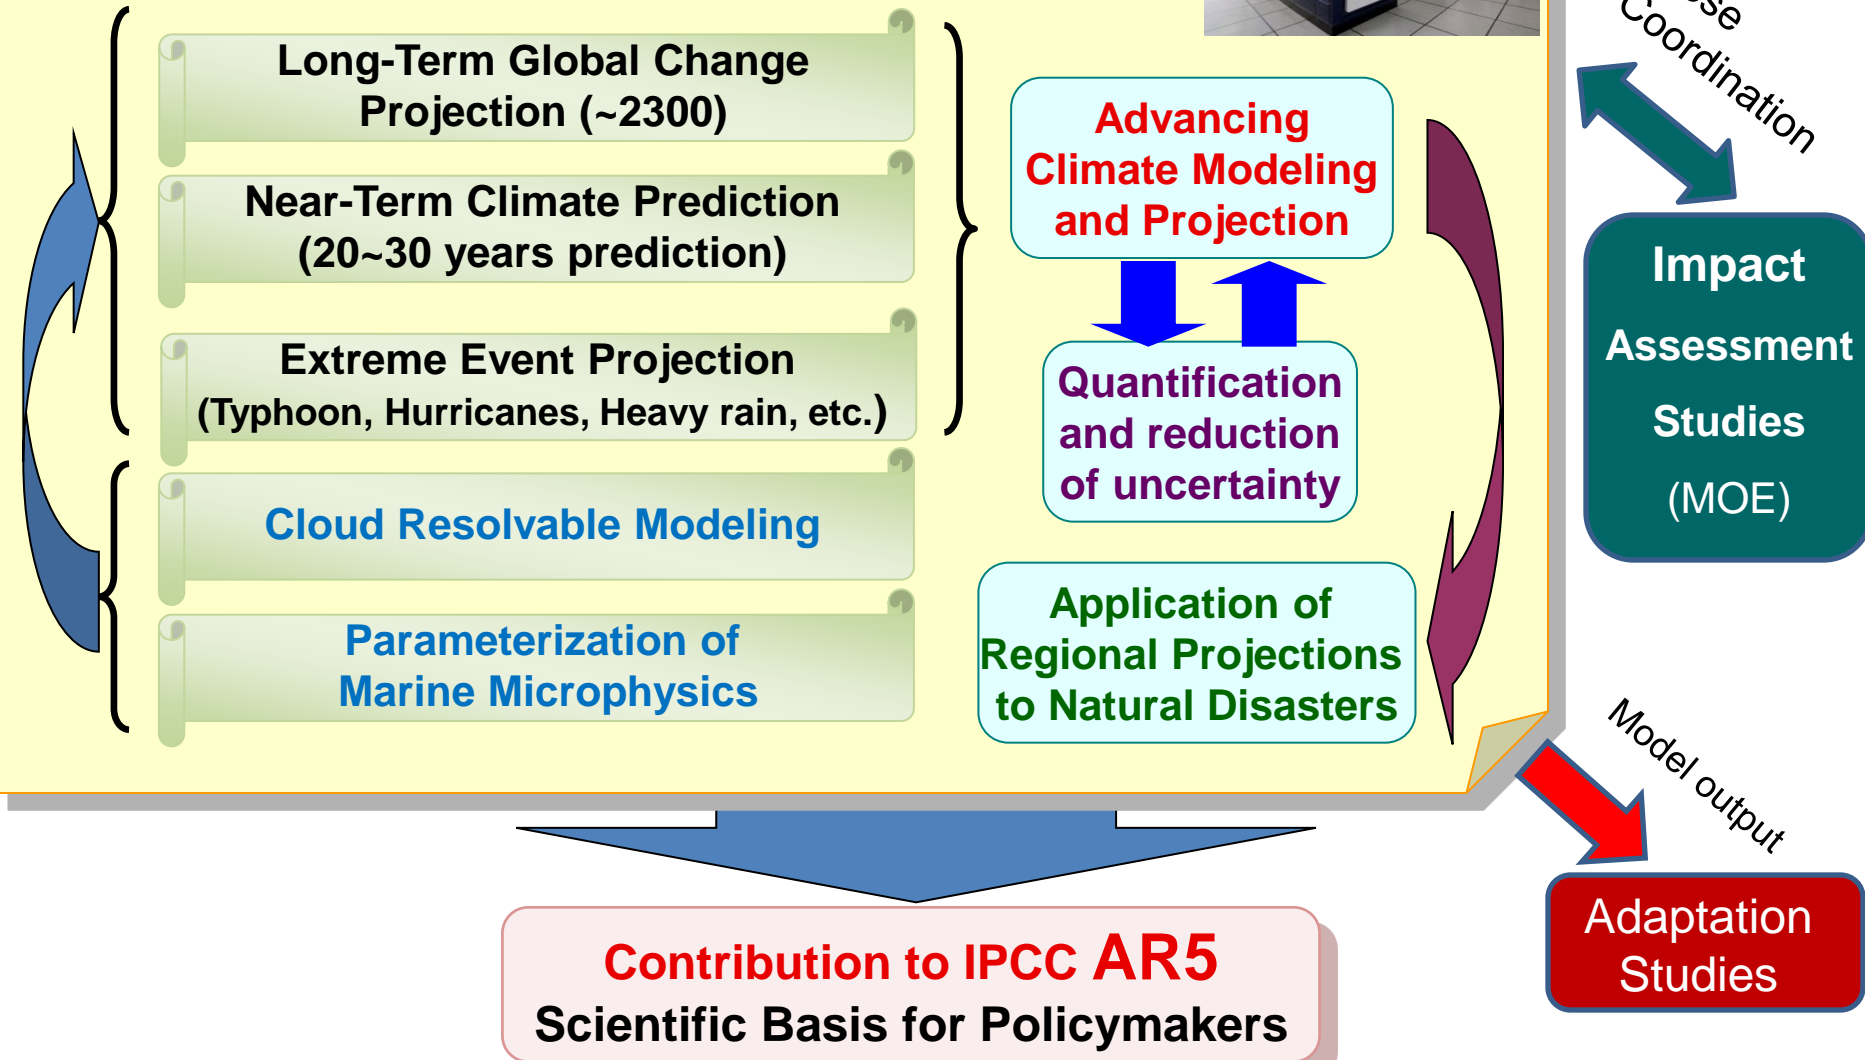 Long-Term Global Change
Projection (~2300)
Near-Term Climate Prediction
(20~30 years prediction)
Extreme Event Projection
(Typhoon, Hurricanes, Heavy rain, etc.)
Cloud Resolvable Modeling
Parameterization of
Marine Microphysics
Advancing
Climate Modeling
and Projection
Quantification
and reduction
of uncertainty
Application of
Regional Projections
to Natural Disasters
Coordination
Impact
Assessment
Studies
(MOE)
Model output
Adaptation
Studies
Contribution to IPCC AR5
Scientific Basis for Policymakers